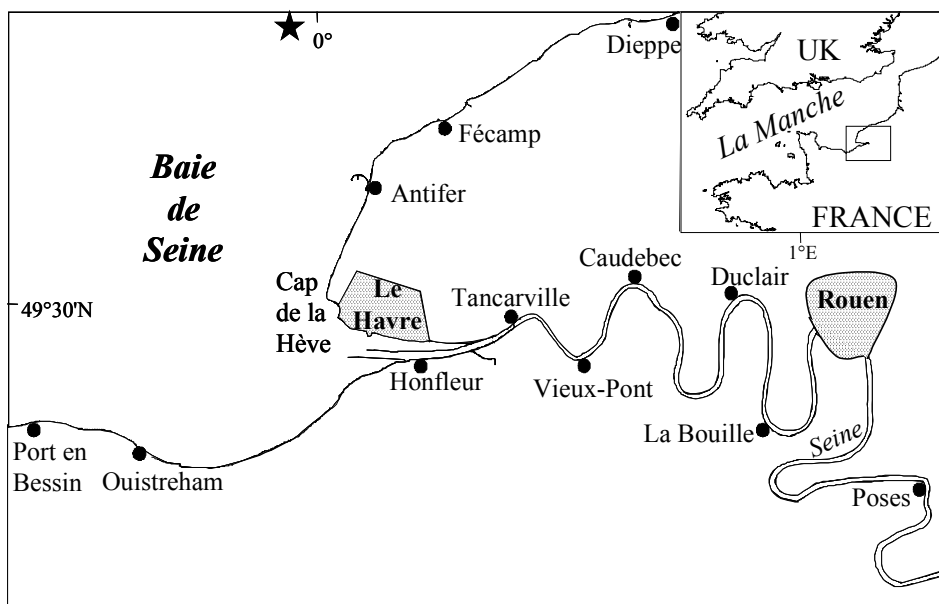 0°
Dieppe
UK
La Manche
FRANCE
1°E
Fécamp
Baie
de
Seine
Antifer
Cap
de la
Hève
Le
Havre
49°30'N
Tancarville
Caudebec
Duclair
Rouen
Honfleur
Vieux-Pont
La Bouille
Seine
Port en
Bessin
Ouistreham
Poses